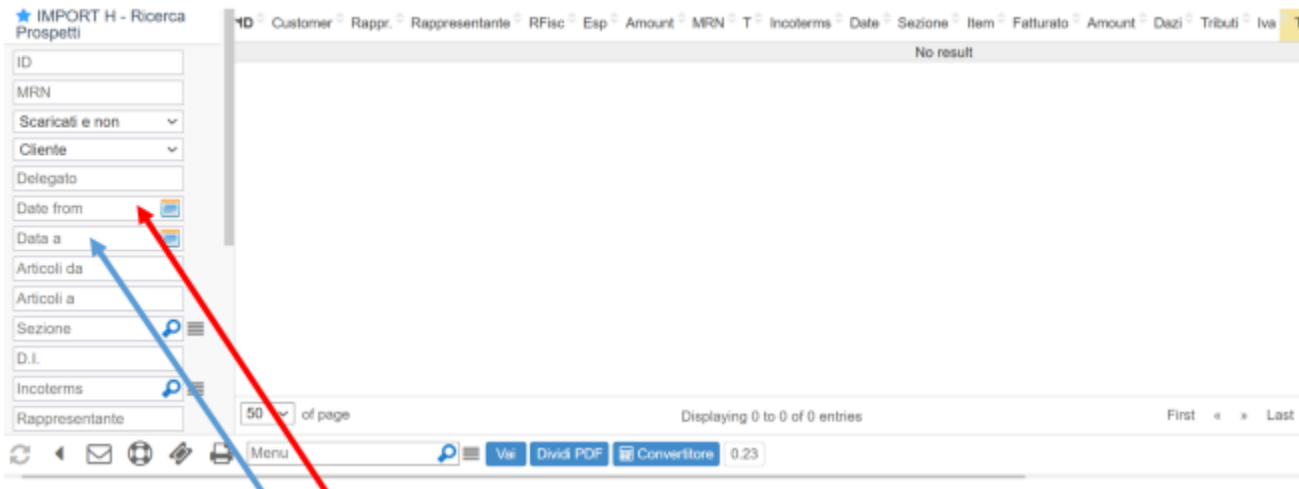 IMPORT H - Ricerca
Prospetti
ID
MRN
Scaricati e non
Cliente
Delegato
Date from
Data a
Articoli da
Articoli a
Sezione
D.I.
Incoterms
Rappresentante
ID Customer Rappr. Rappresentante RFisc Esp Amount MRN T Incoterms Date Sezione Item Fatturato Amount Dazi Tributi Iva T
No result
50 of page Displaying 0 to 0 of 0 entries First « » Last
Menu Vai Dividi PDF Convertitore 0.23